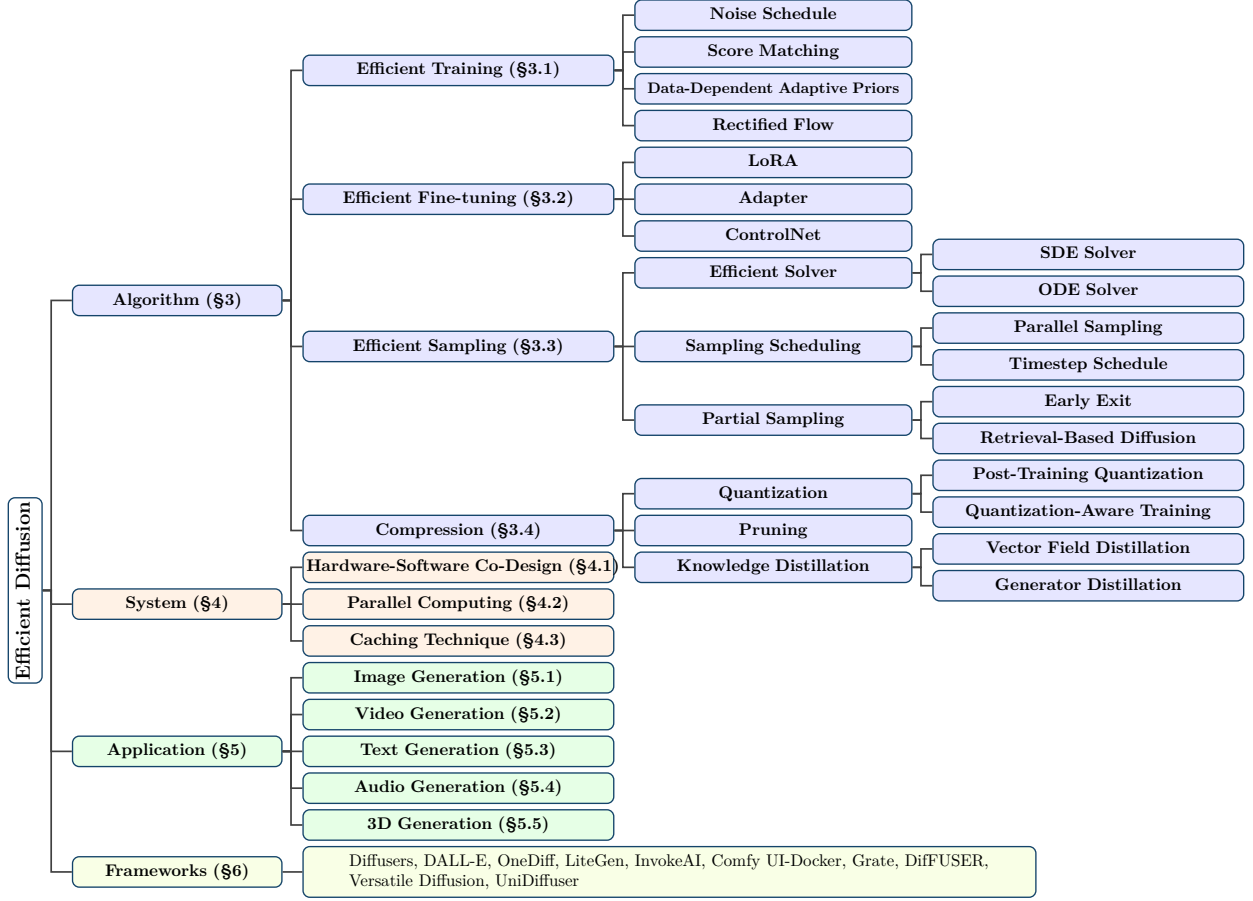 Efficient Diffusion
Algorithm (§3)
Efficient Training (§3.1)
Noise Schedule
Score Matching
Data-Dependent Adaptive Priors
Rectified Flow
Efficient Fine-tuning (§3.2)
LoRA
Adapter
ControlNet
Efficient Sampling (§3.3)
Efficient Solver
SDE Solver
ODE Solver
Sampling Scheduling
Parallel Sampling
Timestep Schedule
Partial Sampling
Early Exit
Retrieval-Based Diffusion
Compression (§3.4)
Quantization
Post-Training Quantization
Quantization-Aware Training
Pruning
Knowledge Distillation
Vector Field Distillation
Generator Distillation
System (§4)
Hardware-Software Co-Design (§4.1)
Parallel Computing (§4.2)
Caching Technique (§4.3)
Application (§5)
Image Generation (§5.1)
Video Generation (§5.2)
Text Generation (§5.3)
Audio Generation (§5.4)
3D Generation (§5.5)
Frameworks (§6)
Diffusers, DALL-E, OneDiff, LiteGen, InvokeAI, Comfy UI-Docker, Grate, DifFUSER,
Versatile Diffusion, UniDiffuser